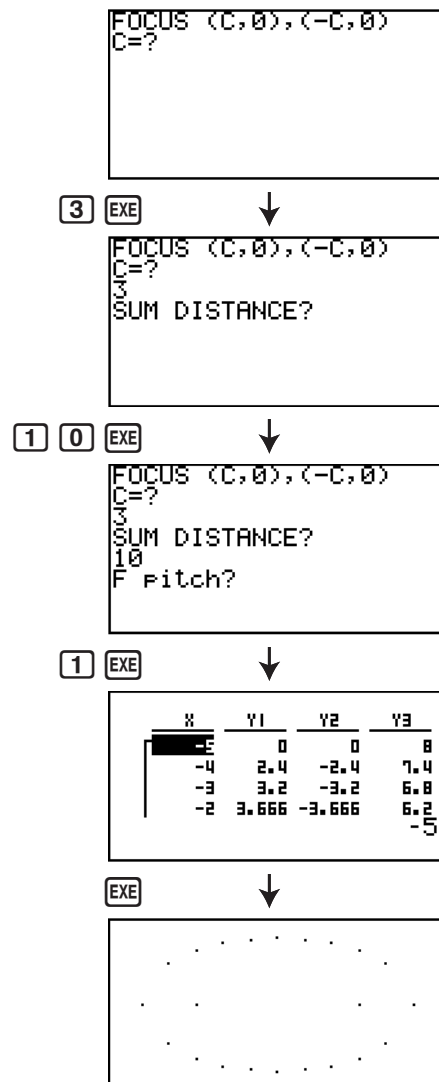 FOCUS (C,0),(-C,0)
C=?
3 EXE
FOCUS (C,0),(-C,0)
C=?
3
SUM DISTANCE?
1 0 EXE
FOCUS (C,0),(-C,0)
C=?
3
SUM DISTANCE?
10
F pitch?
1 EXE
X Y1 Y2 Y3
-5 0 0 8
-4 2.4 -2.4 7.4
-3 3.2 -3.2 6.8
-2 3.666 -3.666 6.2
-5
EXE